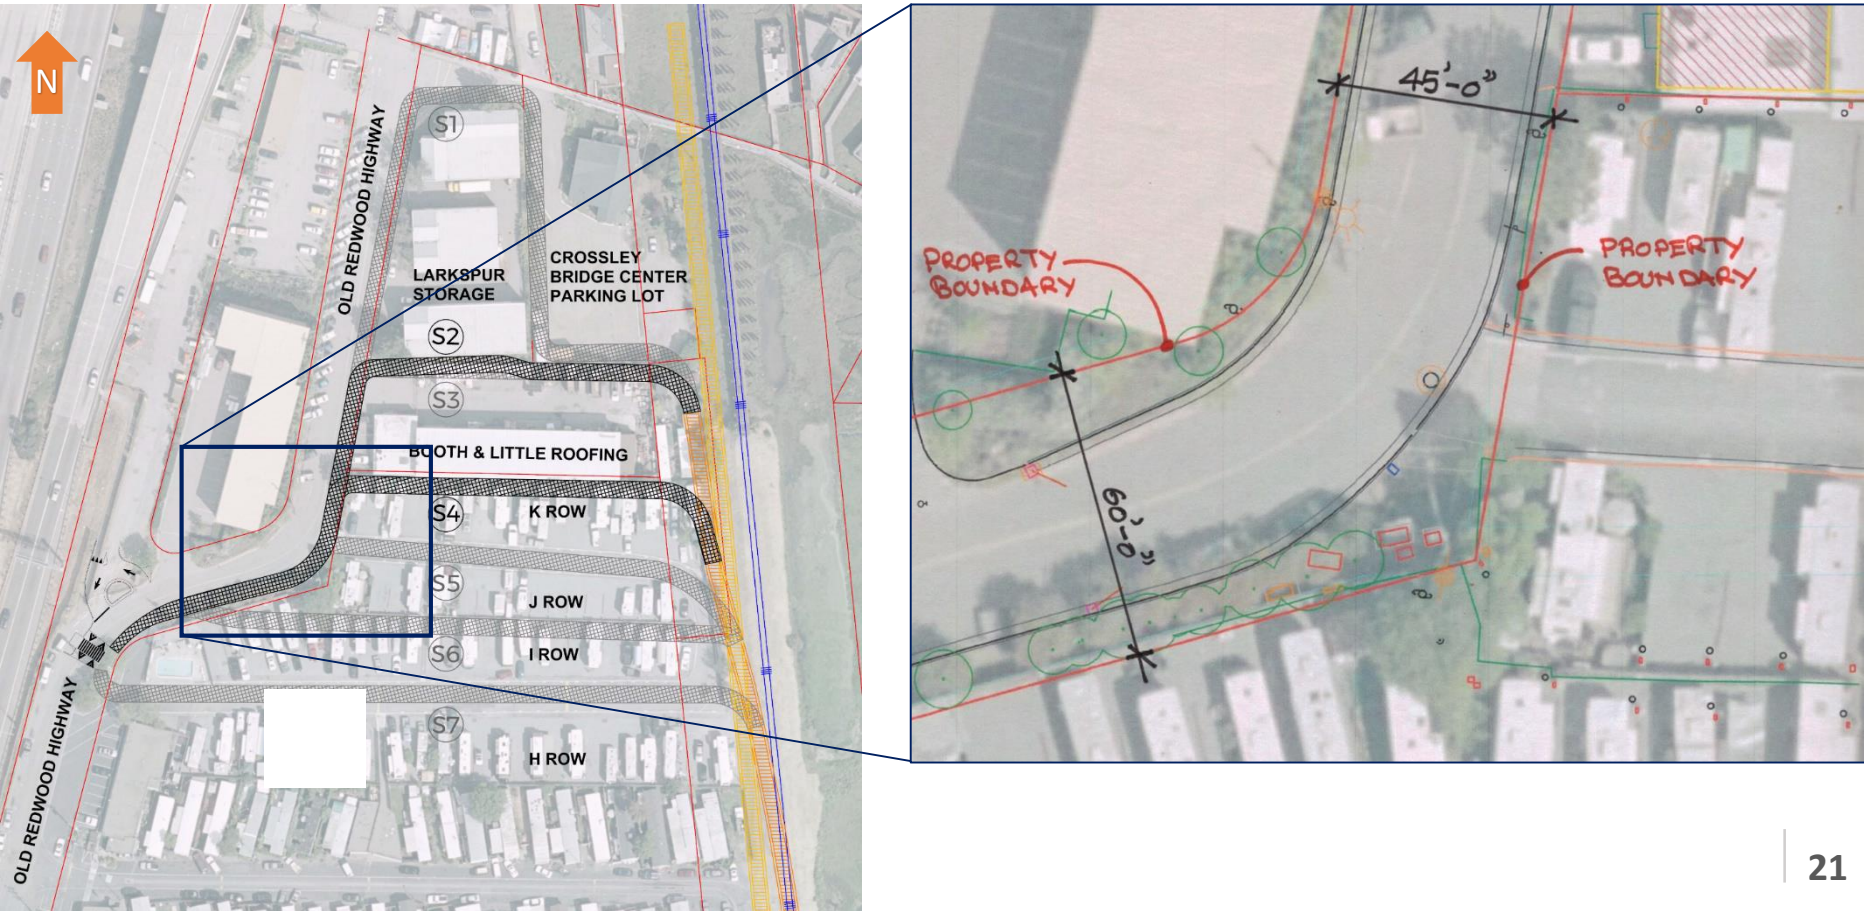 N
S1
OLD REDWOOD HIGHWAY
LARKSPUR
STORAGE
CROSSLEY
BRIDGE CENTER
PARKING LOT
S2
S3
BOOTH & LITTLE ROOFING
S4
K ROW
S5
J ROW
S6
I ROW
S7
H ROW
OLD REDWOOD HIGHWAY
45'-0"
PROPERTY
BOUNDARY
PROPERTY
BOUNDARY
60'-0"
21